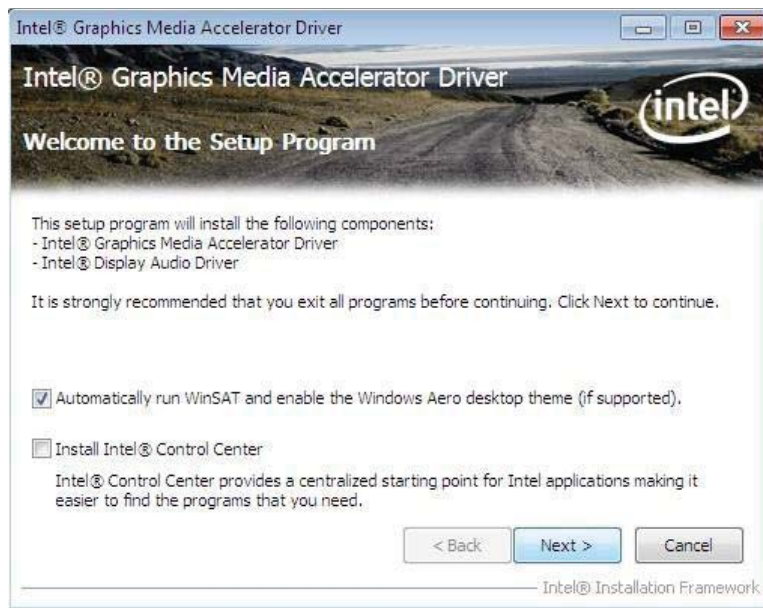 Intel® Graphics Media Accelerator Driver
Intel® Graphics Media Accelerator Driver
intel
Welcome to the Setup Program
This setup program will install the following components:
- Intel® Graphics Media Accelerator Driver
- Intel® Display Audio Driver
It is strongly recommended that you exit all programs before continuing. Click Next to continue.
Automatically run WinSAT and enable the Windows Aero desktop theme (if supported).
Install Intel® Control Center
Intel® Control Center provides a centralized starting point for Intel applications making it
easier to find the programs that you need.
< Back Next > Cancel
Intel® Installation Framework